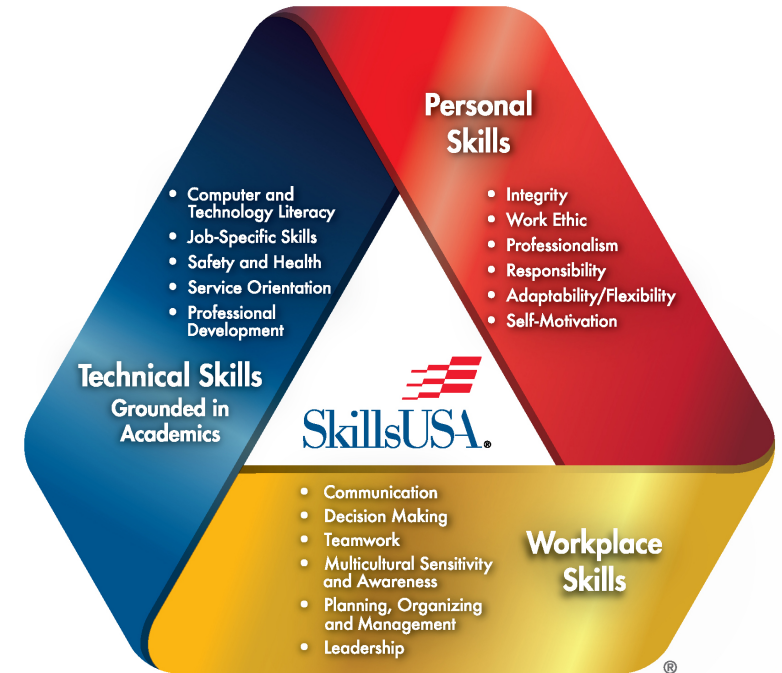 Personal
Skills
• Integrity
• Work Ethic
• Professionalism
• Responsibility
• Adaptability/Flexibility
• Self-Motivation
• Computer and
Technology Literacy
• Job-Specific Skills
• Safety and Health
• Service Orientation
• Professional
Development
Technical Skills
Grounded in
Academics
SkillsUSA®
• Communication
• Decision Making
• Teamwork
• Multicultural Sensitivity
and Awareness
• Planning, Organizing
and Management
• Leadership
Workplace
Skills
®